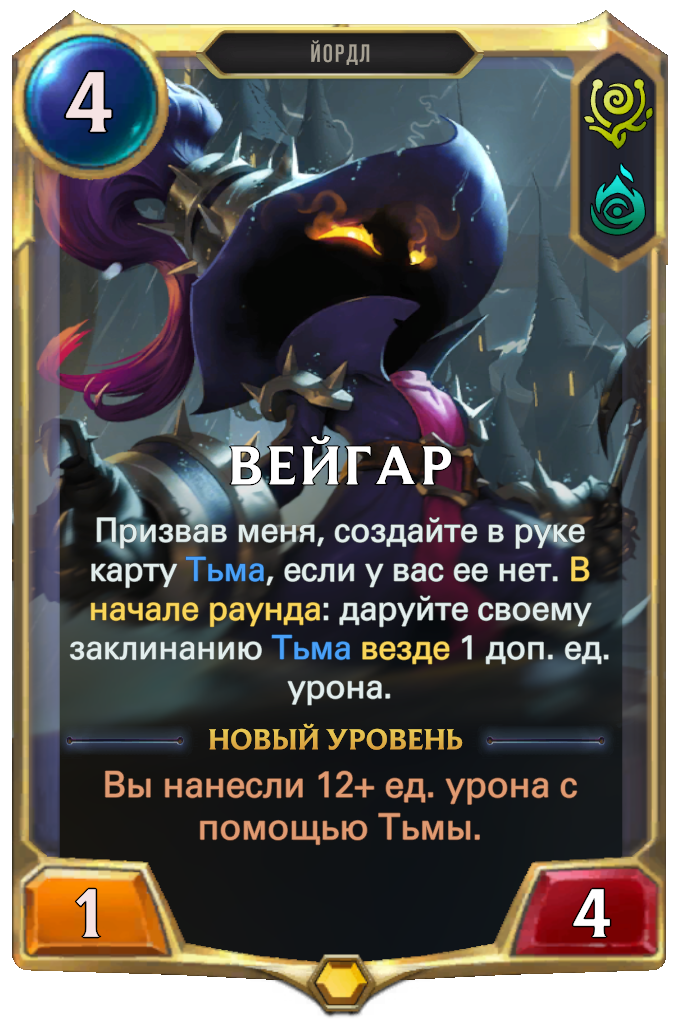 ЙОРДЛ
4
ВЕЙГАР
Призвав меня, создайте в руке
карту Тьма, если у вас ее нет. В
начале раунда: даруйте своему
заклинанию Тьма везде 1 доп. ед.
урона.
НОВЫЙ УРОВЕНЬ
Вы нанесли 12+ ед. урона с
помощью Тьмы.
1
4